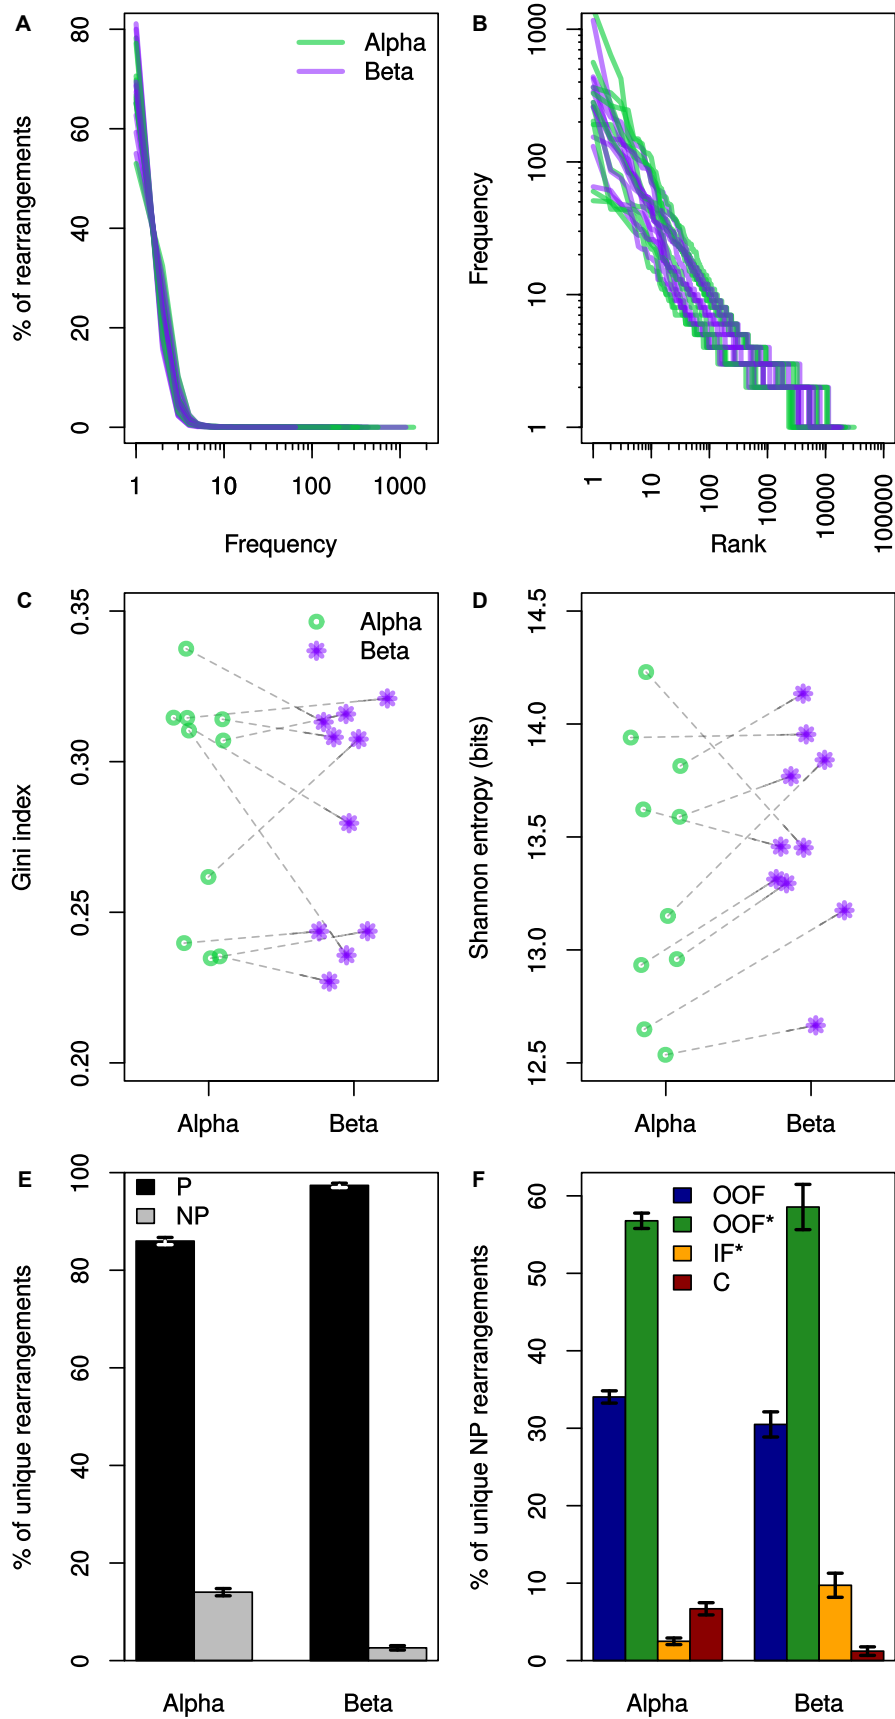 A
% of rearrangements
80
60
40
20
0
Alpha
Beta
1
10
100
1000
Frequency
B
Frequency
1000
100
10
1
1
10
100
1000
10000
100000
Rank
C
Gini index
0.35
0.30
0.25
0.20
Alpha
Beta
Alpha
Beta
D
Shannon entropy (bits)
14.5
14.0
13.5
13.0
12.5
Alpha
Beta
E
% of unique rearrangements
100
80
60
40
20
0
P
NP
Alpha
Beta
F
% of unique NP rearrangements
60
50
40
30
20
10
0
OOF
OOF*
IF*
C
Alpha
Beta